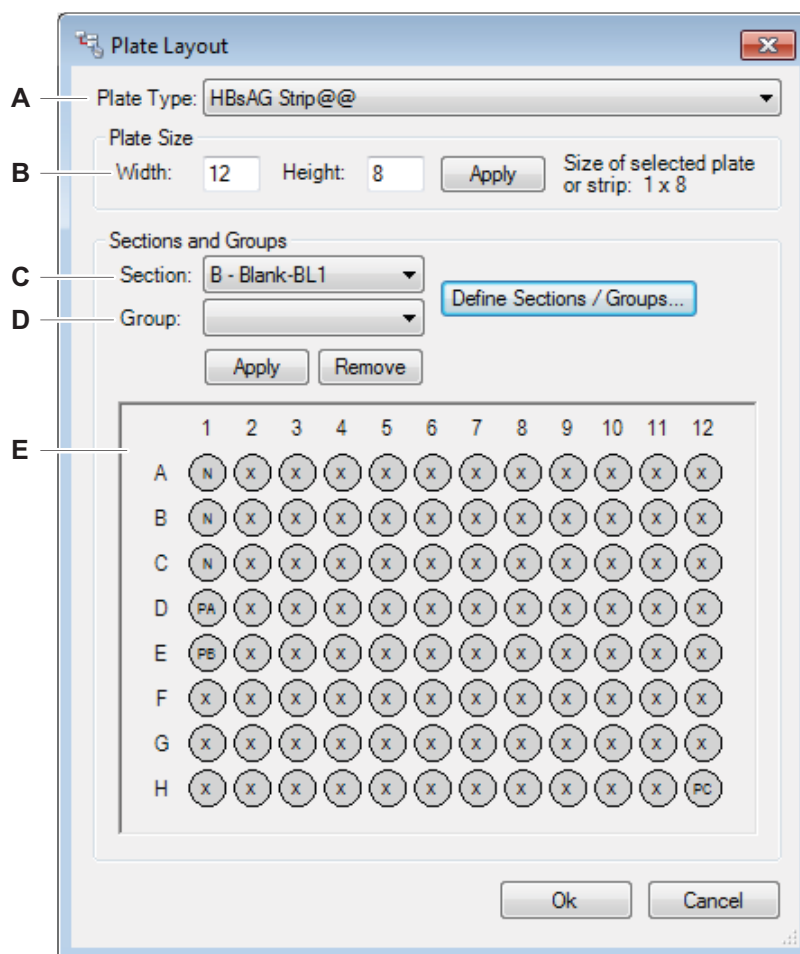 Plate Layout
A Plate Type: HBsAG Strip@@
Plate Size
B Width: 12 Height: 8 Apply Size of selected plate
or strip: 1 x 8
Sections and Groups
C Section: B - Blank-BL1
Define Sections / Groups...
D Group:
Apply Remove
E
1 2 3 4 5 6 7 8 9 10 11 12
A N X X X X X X X X X X X
B N X X X X X X X X X X X
C N X X X X X X X X X X X
D PA X X X X X X X X X X X
E PB X X X X X X X X X X X
F X X X X X X X X X X X X
G X X X X X X X X X X X X
H X X X X X X X X X X X PC
Ok Cancel